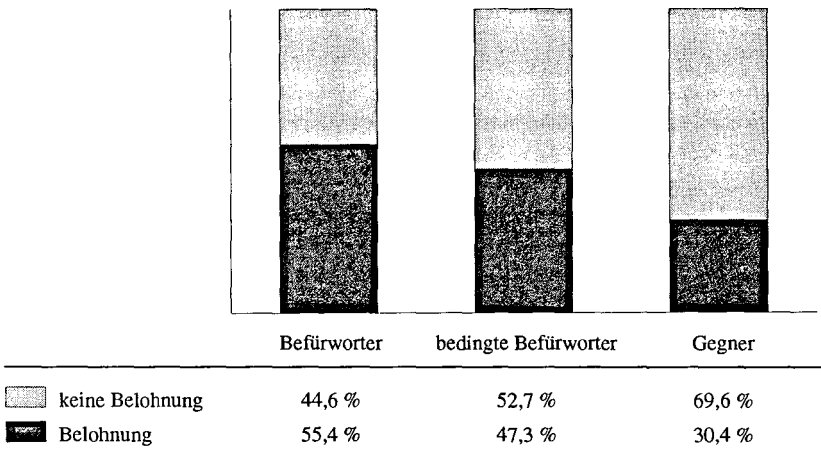 Befürworter bedingte Befürworter Gegner
keine Belohnung 44,6 % 52,7 % 69,6 %
Belohnung 55,4 % 47,3 % 30,4 %